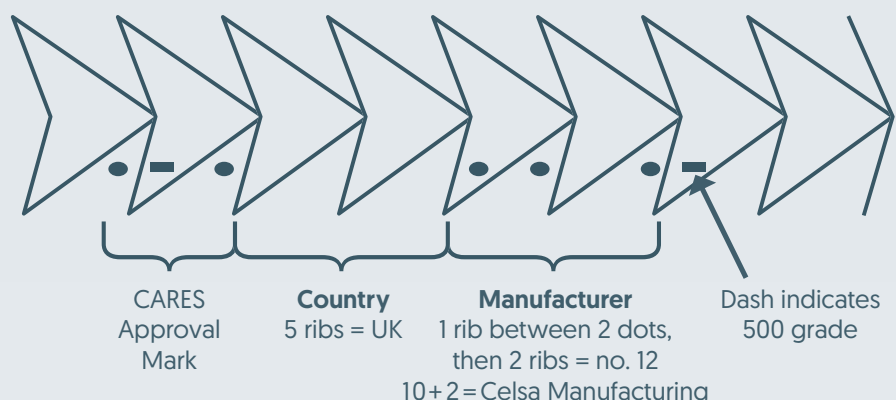 CARES
Approval
Mark
Country
5 ribs = UK
Manufacturer
1 rib between 2 dots,
then 2 ribs = no. 12
10+2=Celsa Manufacturing
Dash indicates
500 grade